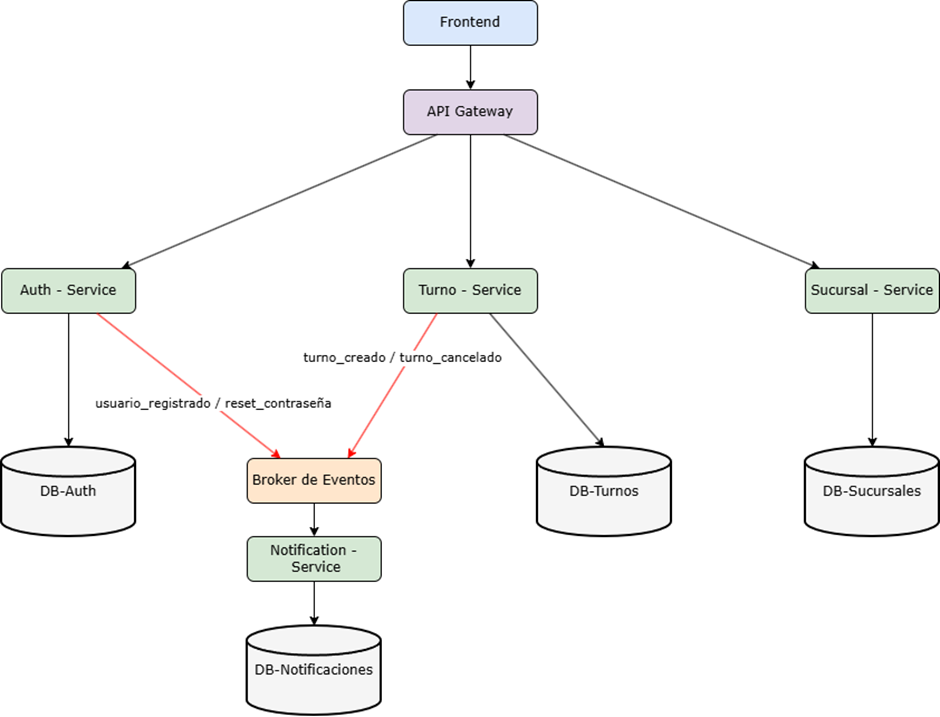 Frontend
API Gateway
Auth - Service
Turno - Service
Sucursal - Service
turno_creado / turno_cancelado
usuario_registrado / reset_contraseña
Broker de Eventos
DB-Auth
DB-Turnos
DB-Sucursales
Notification -
Service
DB-Notificaciones